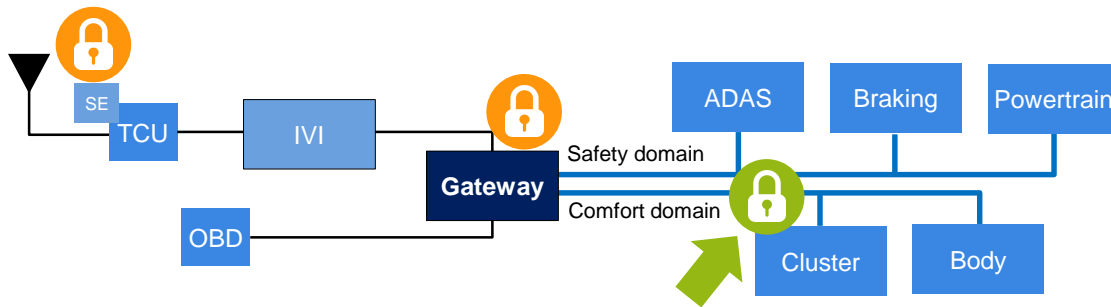 SE
TCU
IVI
OBD
Gateway
Safety domain
Comfort domain
ADAS
Braking
Powertrain
Cluster
Body